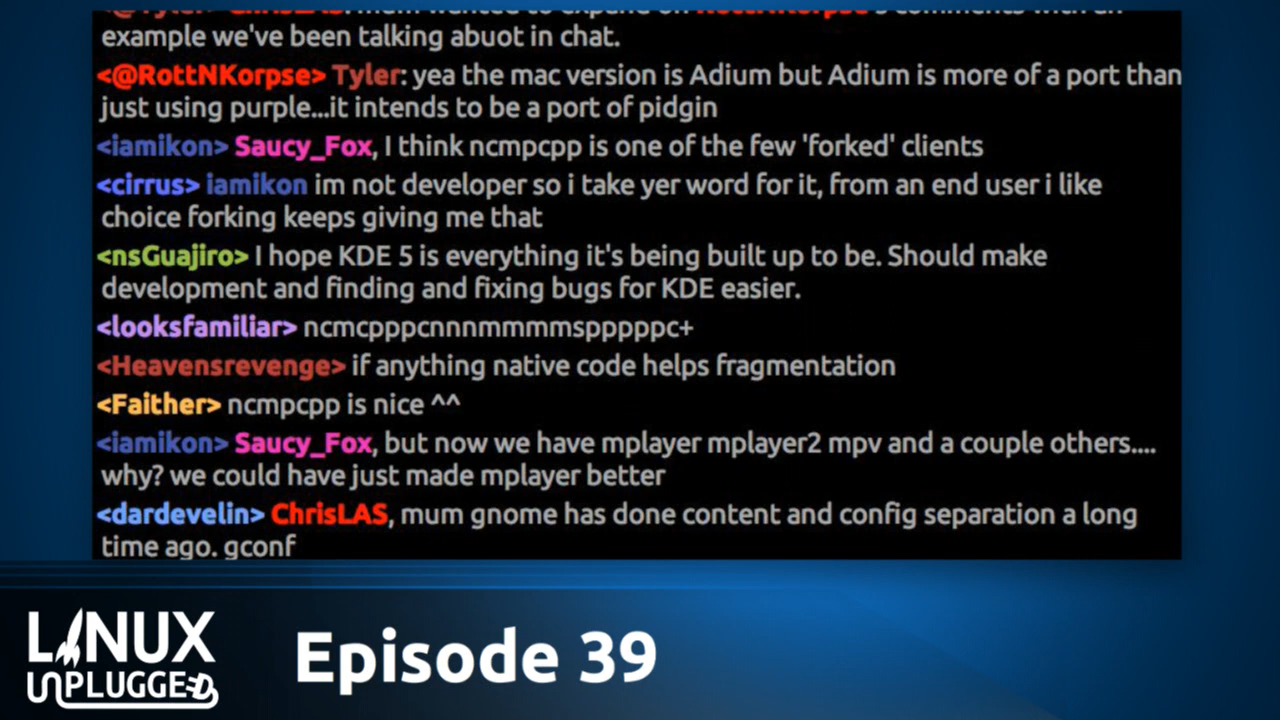 example we've been talking abuot in chat.
<@RottNKorpse> Tyler: yea the mac version is Adium but Adium is more of a port than
just using purple...it intends to be a port of pidgin
<iamikon> Saucy_Fox, I think ncmpcpp is one of the few 'forked' clients
<cirrus> iamikon im not developer so i take yer word for it, from an end user i like
choice forking keeps giving me that
<nsGuajiro> I hope KDE 5 is everything it's being built up to be. Should make
development and finding and fixing bugs for KDE easier.
<looksfamiliar> ncmcpppcnnnmmmmspppppc+
<Heavensrevenge> if anything native code helps fragmentation
<Faither> ncmpcpp is nice ^^
<iamikon> Saucy_Fox, but now we have mplayer mplayer2 mpv and a couple others....
why? we could have just made mplayer better
<dardevelin> ChrisLAS, mum gnome has done content and config separation a long
time ago. gconf
LINUX
UNPLUGGED
Episode 39